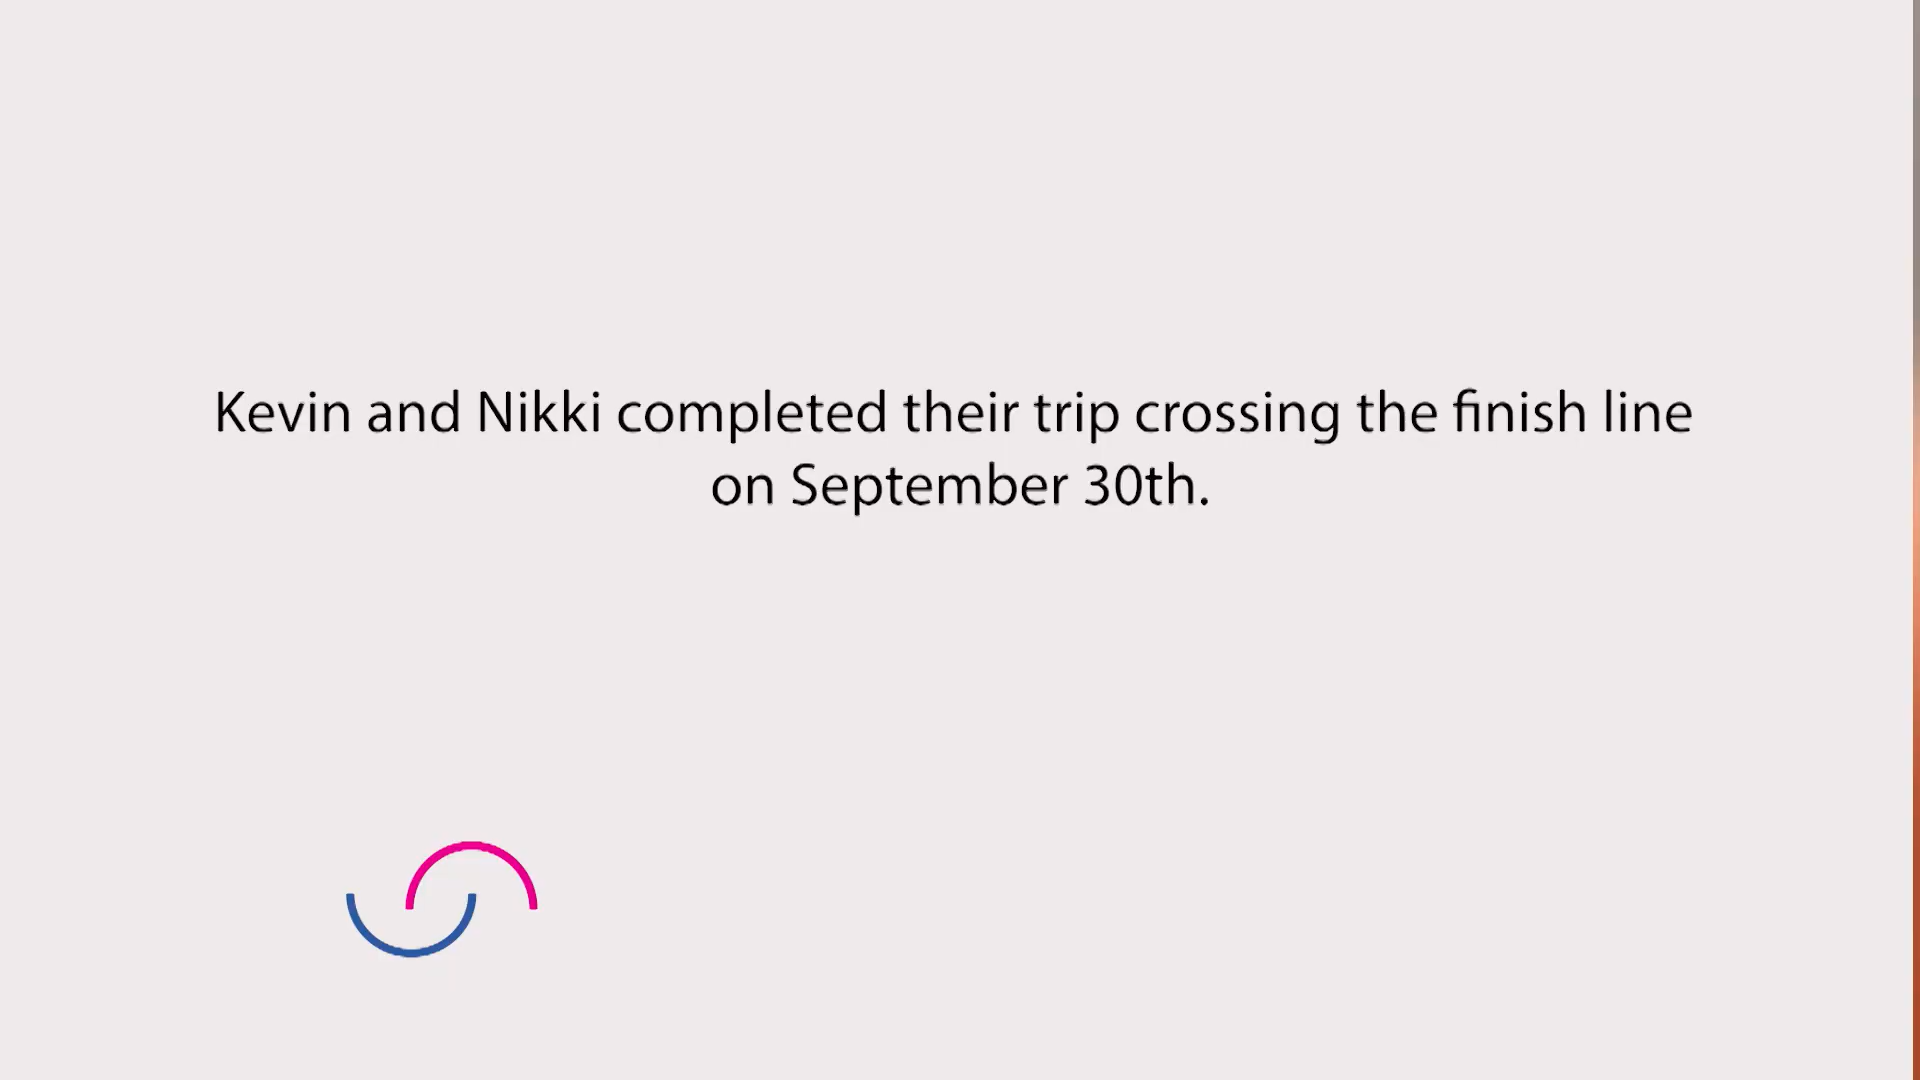 Kevin and Nikki completed their trip crossing the finish line
on September 30th.